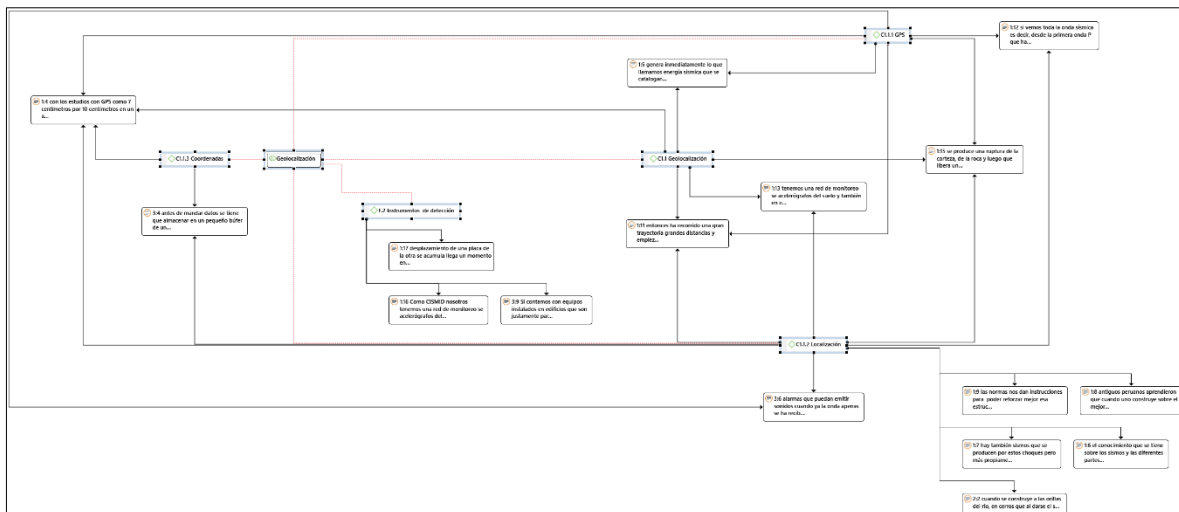 C1.1.1 GPS
1:12 si vemos toda la onda sísmica
es decir, desde la primera onda P
que ha...
1:5 genera inmediatamente lo que
llamamos energía sísmica que se
catalogan...
1:4 con los estudios con GPS como 7
centímetros por 10 centímetros en un
a...
C1.1.3 Coordenadas
Geolocalización
C1.1 Geolocalización
1:15 se produce una ruptura de la
corteza, de la roca y luego que
libera un...
1:13 tenemos una red de monitoreo
se acelerógrafos del suelo y también
en
3:4 antes de mandar datos se tiene
que almacenar en un pequeño búfer
de un...
1.2 Instrumentos de detección
1:11 entonces ha recorrido una gran
trayectoria grandes distancias y
empiez...
1:17 desplazamiento de una placa de
la otra se acumula llega un momento
en...
1:16 Como CISMID nosotros
tenemos una red de monitoreo se
acelerógrafos del...
3:9 Si contamos con equipos
instalados en edificios que son
justamente par...
C1.1.2 Localización
3:6 alarmas que puedan emitir
sonidos cuando ya la onda apenas
se ha recib...
1:9 las normas nos dan instrucciones
para poder reforzar mejor esa
estruc...
1:8 antiguos peruanos aprendieron
que cuando uno construye sobre el
mejor...
1:7 hay también sismos que se
producen por estos choques pero
más propiame...
1:6 el conocimiento que se tiene
sobre los sismos y las diferentes
partes...
2:2 cuando se construye a las orillas
del río, en cerros que al darse el s...